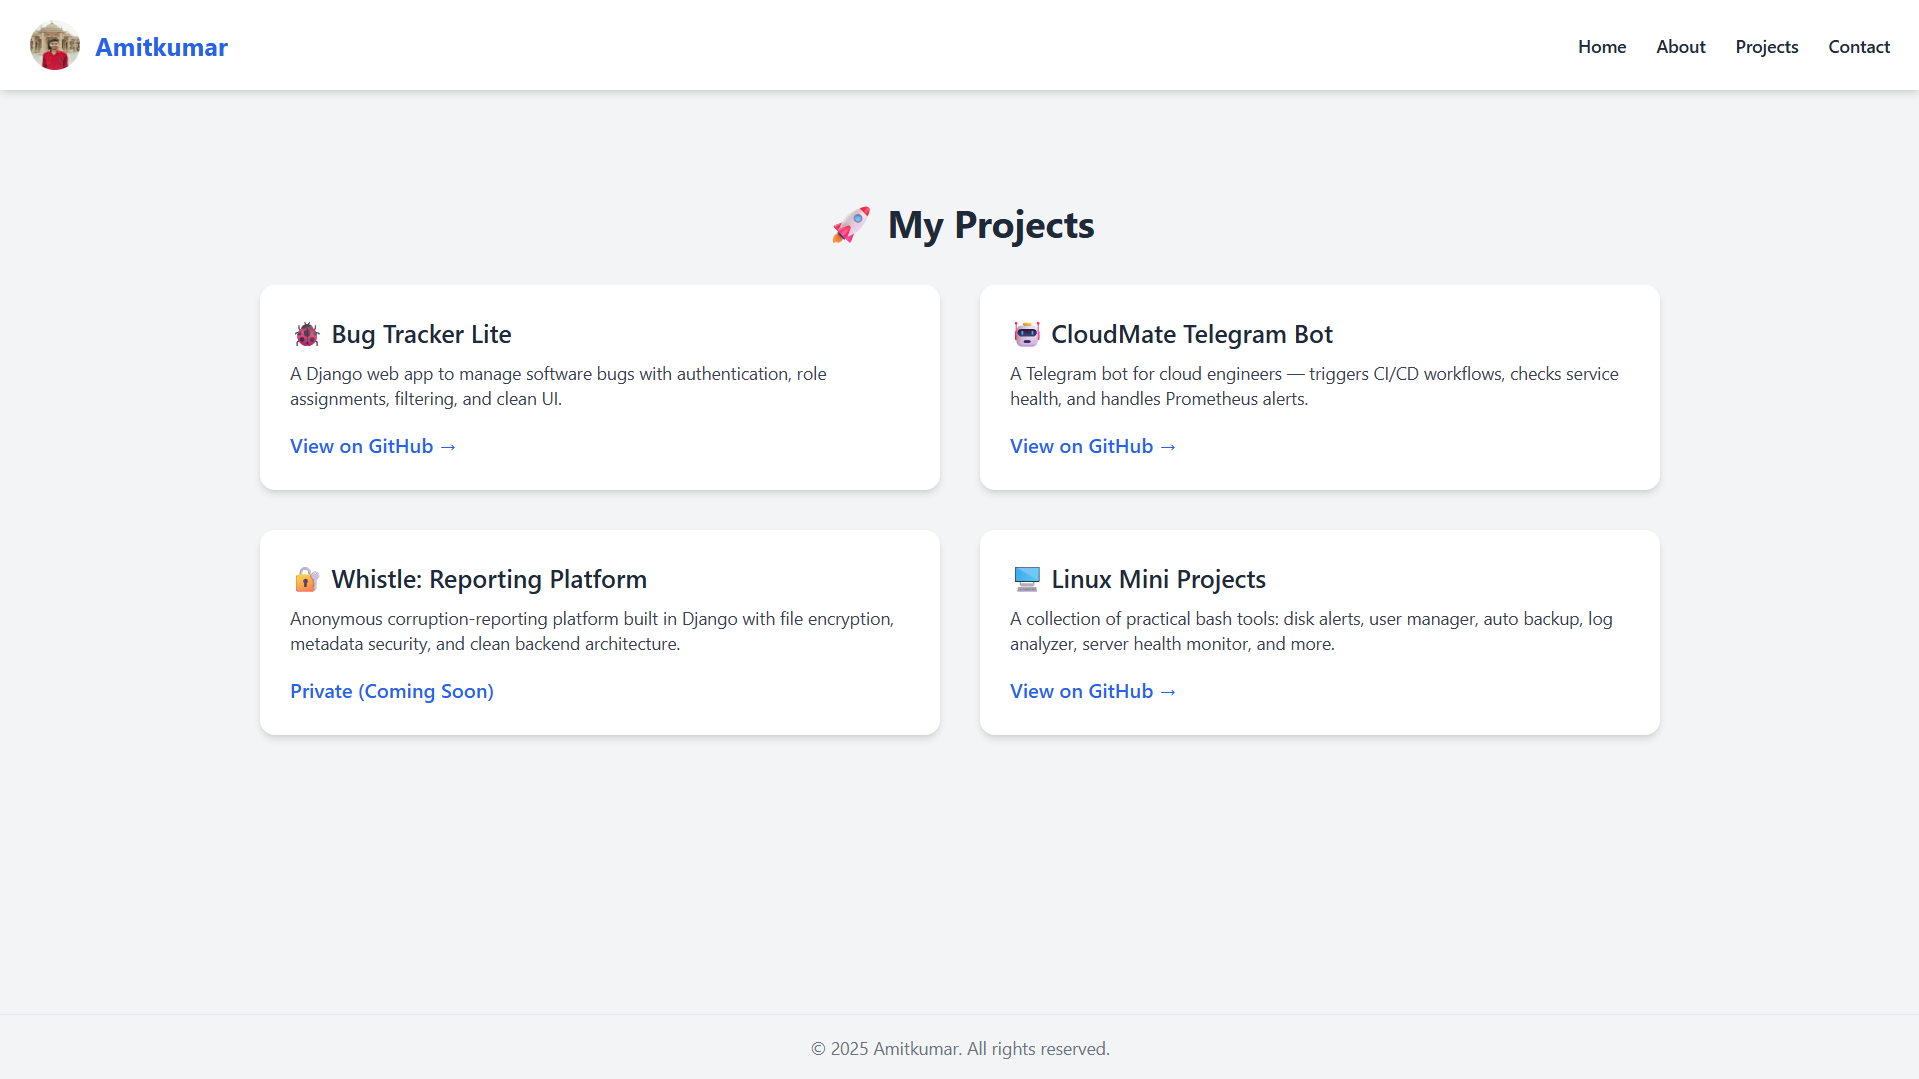 Amitkumar
Home
About
Projects
Contact
🚀 My Projects
🐞 Bug Tracker Lite
A Django web app to manage software bugs with authentication, role
assignments, filtering, and clean UI.
View on GitHub →
🤖 CloudMate Telegram Bot
A Telegram bot for cloud engineers — triggers CI/CD workflows, checks service
health, and handles Prometheus alerts.
View on GitHub →
🔐 Whistle: Reporting Platform
Anonymous corruption-reporting platform built in Django with file encryption,
metadata security, and clean backend architecture.
Private (Coming Soon)
🖥️ Linux Mini Projects
A collection of practical bash tools: disk alerts, user manager, auto backup, log
analyzer, server health monitor, and more.
View on GitHub →
© 2025 Amitkumar. All rights reserved.